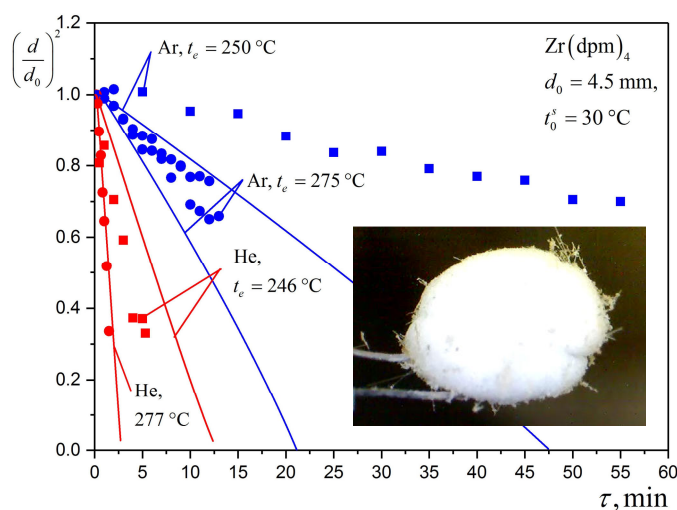 1.2
1.0
0.8
0.6
0.4
0.2
0.0
(d/d₀)²
Ar, tₑ = 250 °C
Zr(dpm)₄
d₀ = 4.5 mm,
t₀ˢ = 30 °C
Ar, tₑ = 275 °C
He,
tₑ = 246 °C
He,
277 °C
0 5 10 15 20 25 30 35 40 45 50 55 60
τ, min